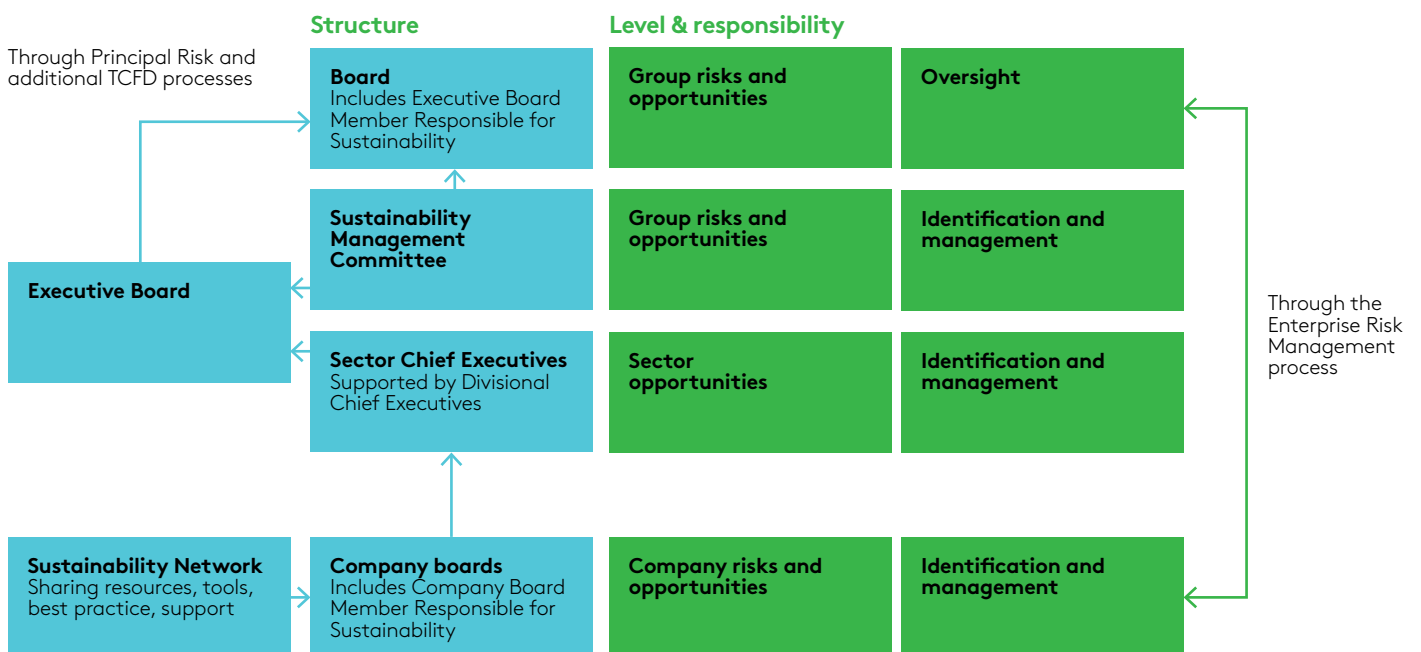 Structure
Level & responsibility
Through Principal Risk and
additional TCFD processes
Board
Includes Executive Board
Member Responsible for
Sustainability
Group risks and
opportunities
Oversight
Sustainability
Management
Committee
Group risks and
opportunities
Identification and
management
Executive Board
Through the
Enterprise Risk
Management
process
Sector Chief Executives
Supported by Divisional
Chief Executives
Sector
opportunities
Identification and
management
Sustainability Network
Sharing resources, tools,
best practice, support
Company boards
Includes Company Board
Member Responsible for
Sustainability
Company risks and
opportunities
Identification and
management